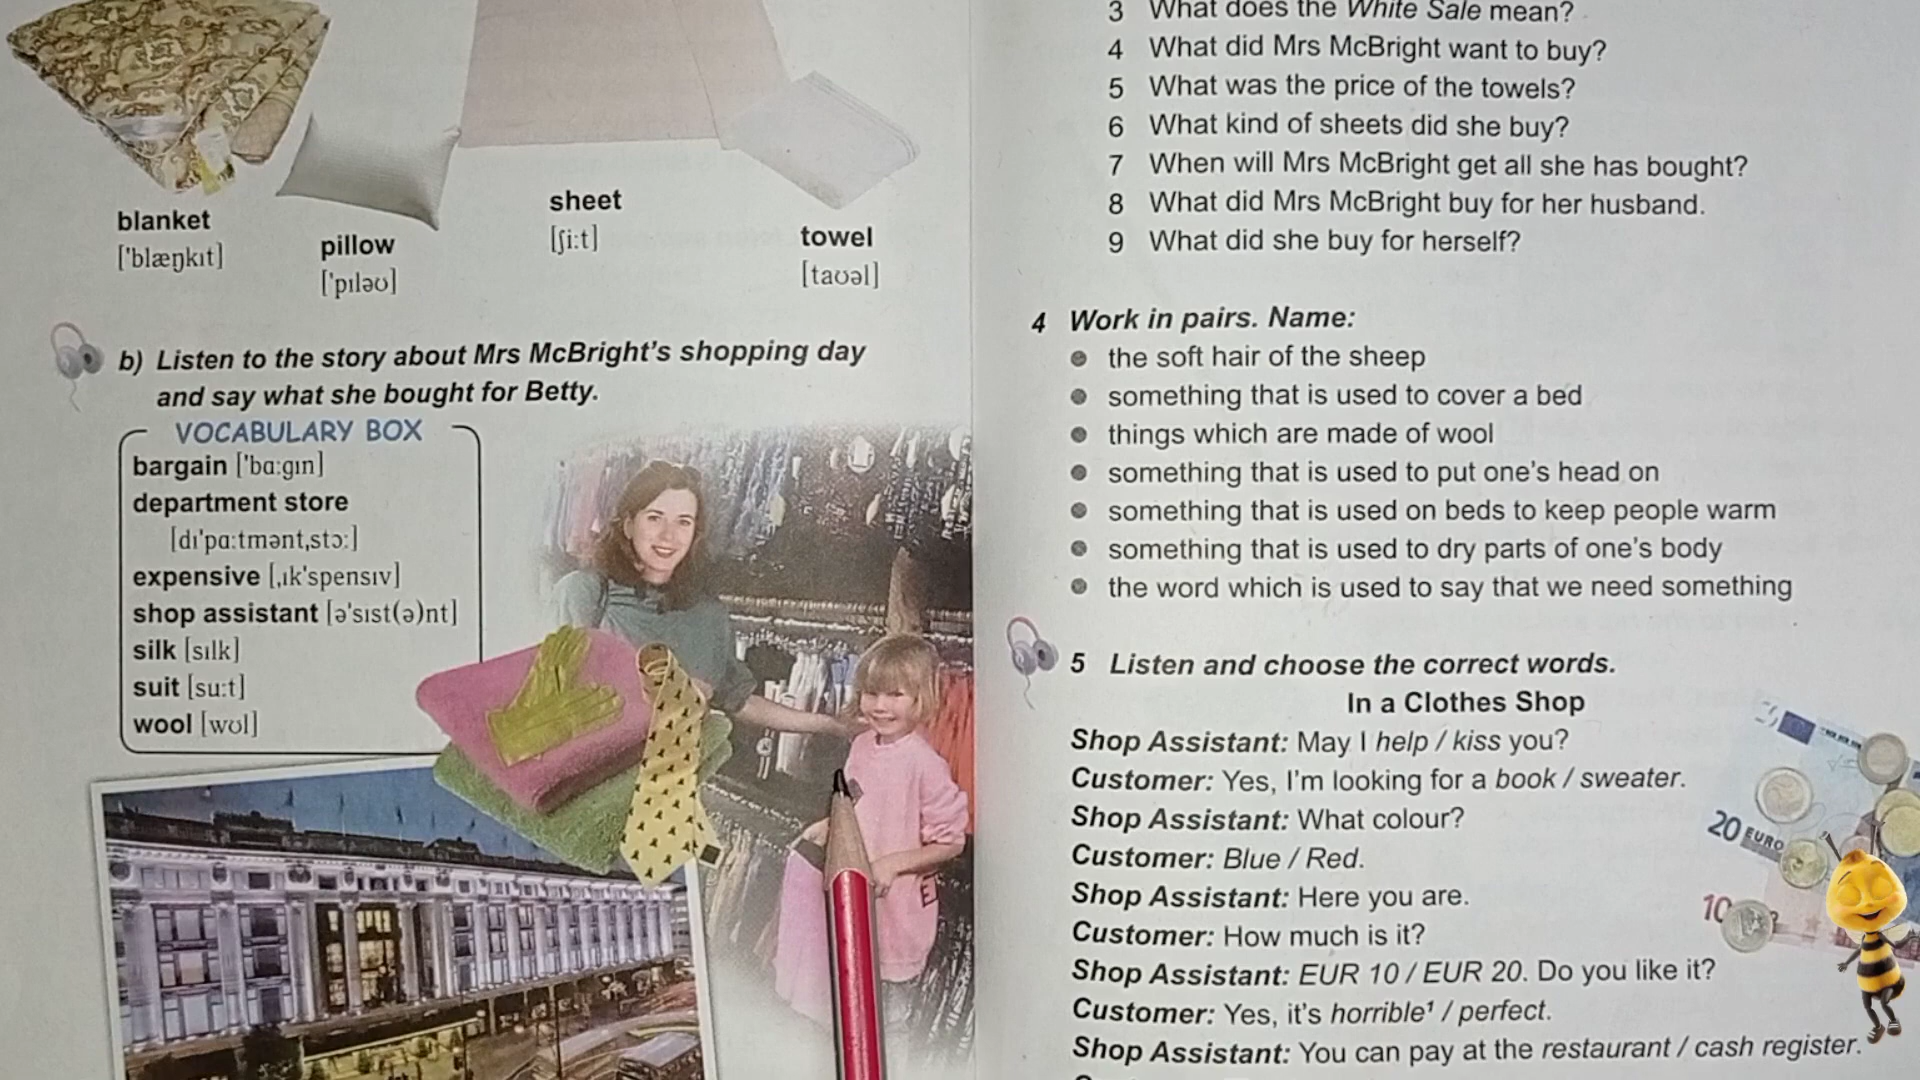 blanket
['blæŋkıt]
pillow
['pıləʊ]
sheet
[ʃi:t]
towel
[taʊəl]
b) Listen to the story about Mrs McBright's shopping day
and say what she bought for Betty.
VOCABULARY BOX
bargain ['bɑ:gın]
department store
[dı'pɑ:tmənt,stɔ:]
expensive [,ık'spensıv]
shop assistant [ə'sıst(ə)nt]
silk [sılk]
suit [su:t]
wool [wʊl]
3 What does the White Sale mean?
4 What did Mrs McBright want to buy?
5 What was the price of the towels?
6 What kind of sheets did she buy?
7 When will Mrs McBright get all she has bought?
8 What did Mrs McBright buy for her husband.
9 What did she buy for herself?
4 Work in pairs. Name:
the soft hair of the sheep
something that is used to cover a bed
things which are made of wool
something that is used to put one's head on
something that is used on beds to keep people warm
something that is used to dry parts of one's body
the word which is used to say that we need something
5 Listen and choose the correct words.
In a Clothes Shop
Shop Assistant: May I help / kiss you?
Customer: Yes, I'm looking for a book / sweater.
Shop Assistant: What colour?
Customer: Blue / Red.
Shop Assistant: Here you are.
Customer: How much is it?
Shop Assistant: EUR 10 / EUR 20. Do you like it?
Customer: Yes, it's horrible¹ / perfect.
Shop Assistant: You can pay at the restaurant / cash register.
20 EURO
10